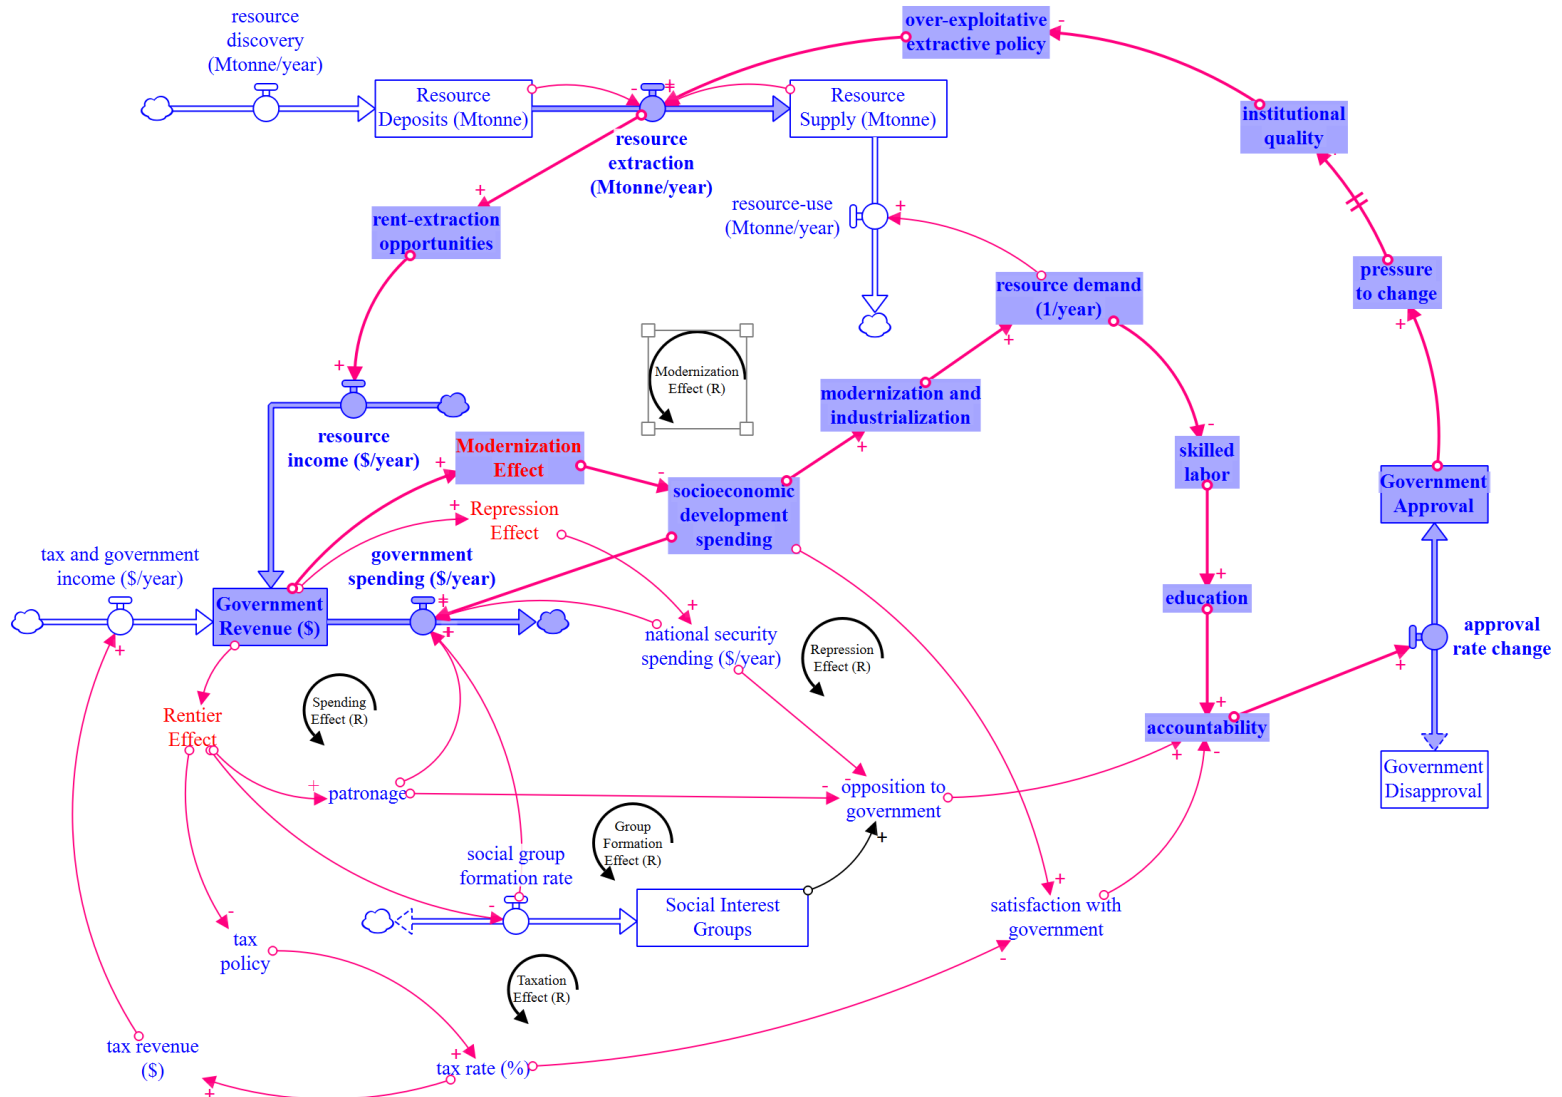 resource
discovery
(Mtonne/year)
over-exploitative
extractive policy
-
Resource
Deposits (Mtonne)
-
+
Resource
Supply (Mtonne)
institutional
quality
resource
extraction
(Mtonne/year)
+
rent-extraction
opportunities
resource-use
(Mtonne/year)
+
pressure
to change
+
resource demand
(1/year)
+
Modernization
Effect (R)
+
modernization and
industrialization
+
-
skilled
labor
resource
income ($/year)
+
Modernization
Effect
-
socioeconomic
development
spending
Government
Approval
+
Repression
Effect
tax and government
income ($/year)
government
spending ($/year)
+
education
Government
Revenue ($)
+
+
+
+
national security
spending ($/year)
Repression
Effect (R)
approval
rate change
+
Spending
Effect (R)
Rentier
Effect
+
accountability
+
-
Government
Disapproval
+
patronage
-
-
opposition to
government
Group
Formation
Effect (R)
+
social group
formation rate
-
Social Interest
Groups
+
satisfaction with
government
-
-
tax
policy
Taxation
Effect (R)
tax revenue
($)
+
tax rate (%)
+